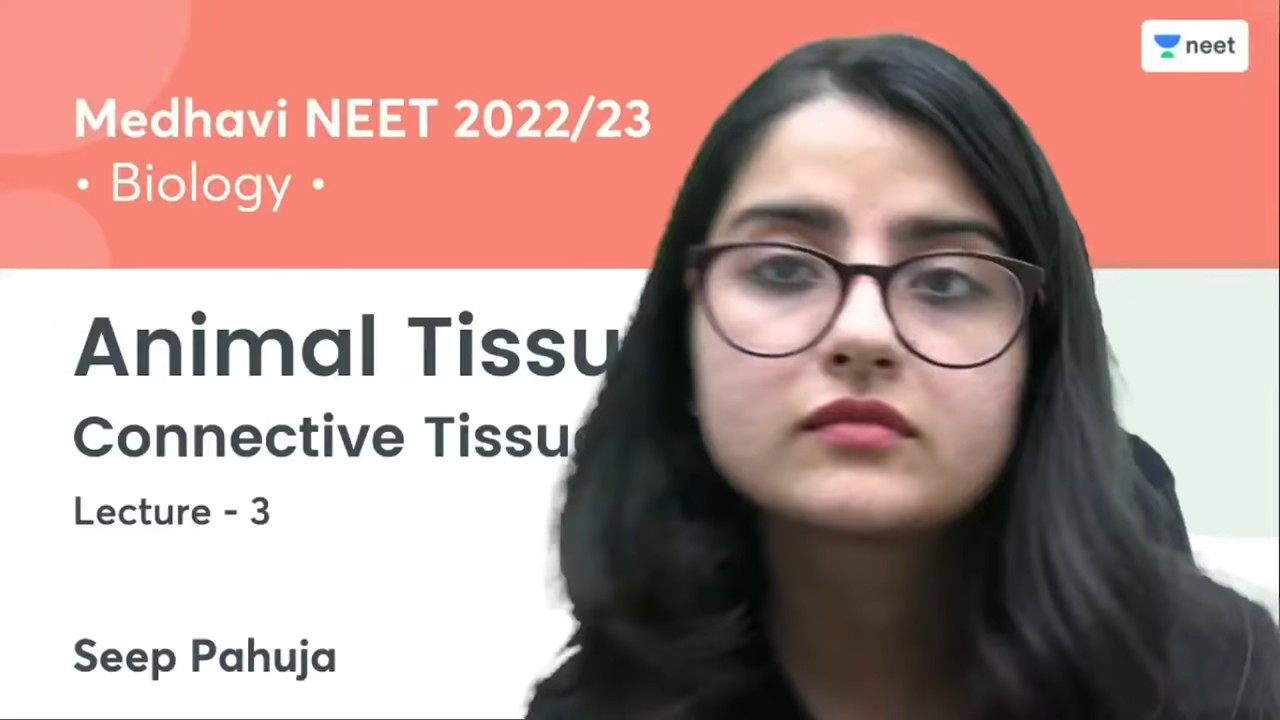 neet
Medhavi NEET 2022/23
• Biology •
Animal Tissu
Connective Tissu
Lecture - 3
Seep Pahuja